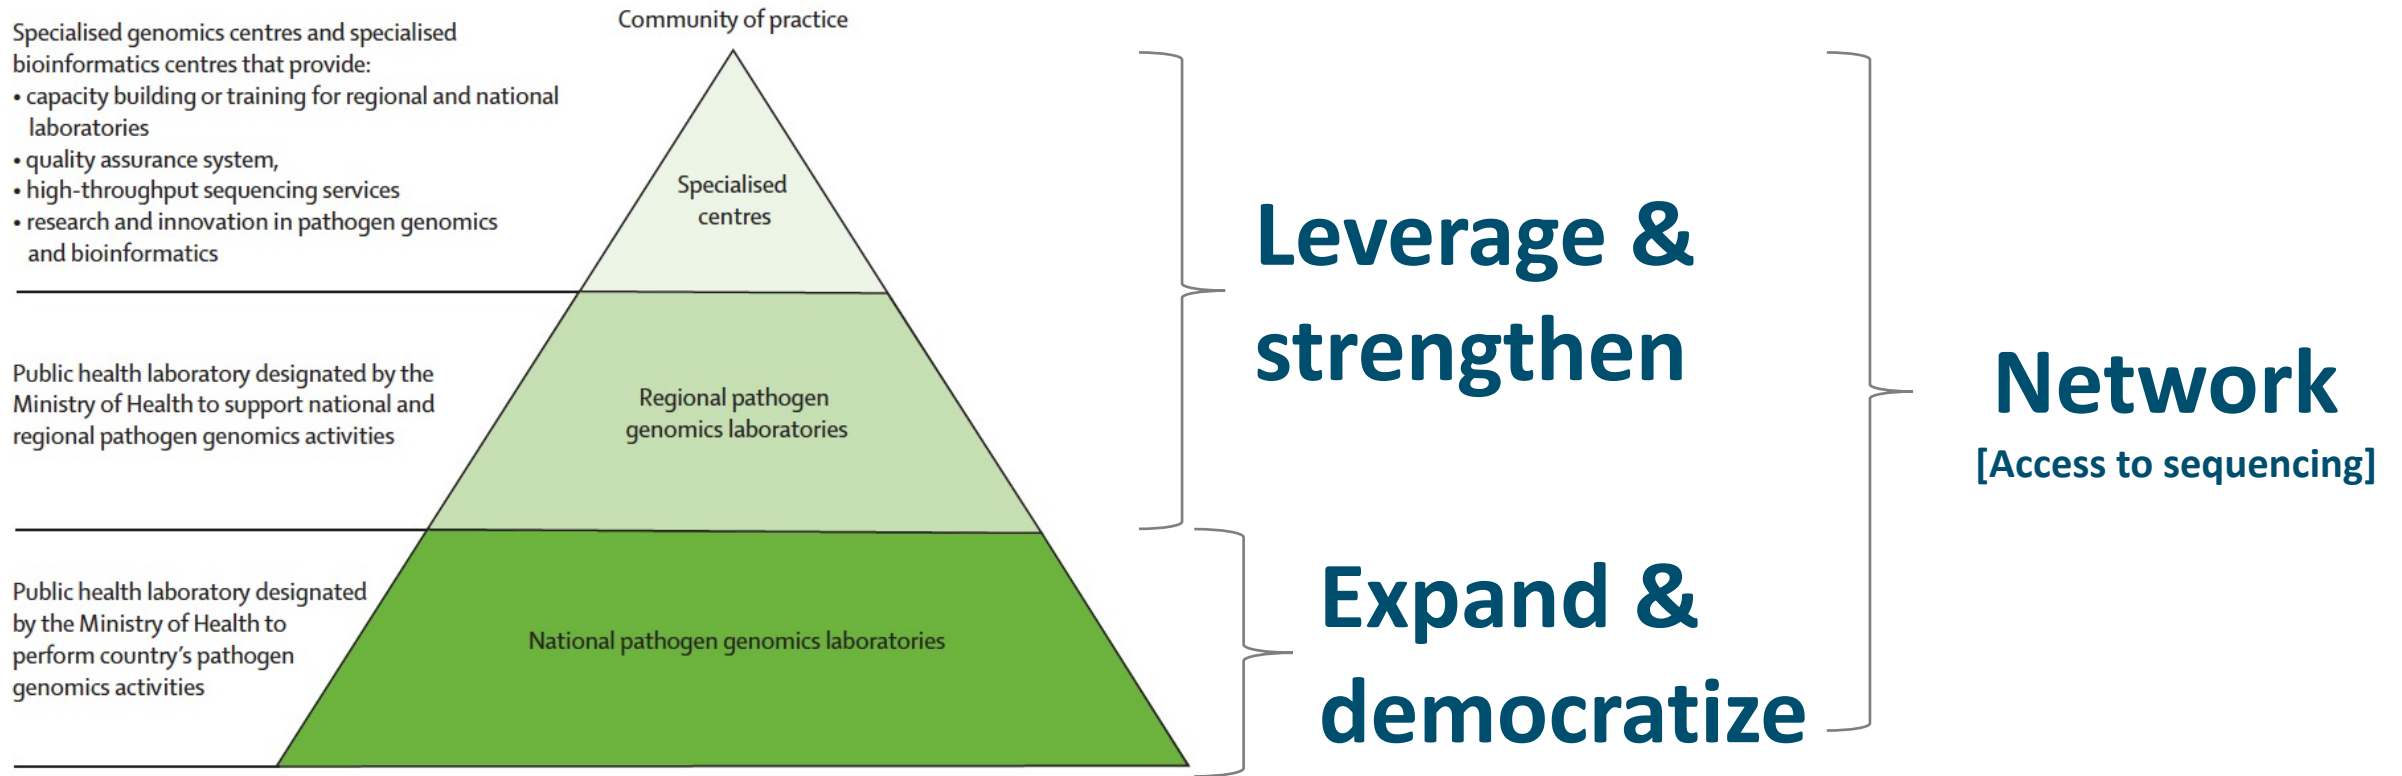 Community of practice
Specialised genomics centres and specialised
bioinformatics centres that provide:
• capacity building or training for regional and national
laboratories
• quality assurance system,
• high-throughput sequencing services
• research and innovation in pathogen genomics
and bioinformatics
Specialised
centres
Public health laboratory designated by the
Ministry of Health to support national and
regional pathogen genomics activities
Regional pathogen
genomics laboratories
Public health laboratory designated
by the Ministry of Health to
perform country’s pathogen
genomics activities
National pathogen genomics laboratories
Leverage &
strengthen
Expand &
democratize
Network
[Access to sequencing]